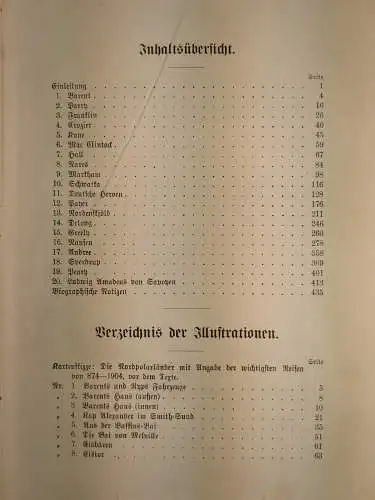 Inhaltsübersicht.
Seite
Einleitung 1
1. Barent 4
2. Parry 16
3. Franklin 26
4. Crozier 40
5. Kane 45
6. Mac Clintock 59
7. Hall 67
8. Nares 84
9. Markham 98
10. Schwatka 116
11. Deutsche Heroen 128
12. Payer 176
13. Nordenskjöld 211
14. Delong 246
15. Greely 260
16. Nansen 278
17. Andree 358
18. Sverdrup 369
19. Peary 401
20. Ludwig Amadeus von Savoyen 413
Biographische Notizen 435
Verzeichnis der Illustrationen.
Seite
Kartenskizze: Die Nordpolarländer mit Angabe der wichtigsten Reisen
von 874—1904, vor dem Texte.
Nr. 1 Barents und Ryps Fahrzeuge 5
„ 2. Barents Haus (außen) 8
„ 3. Barents Haus (innen) 10
„ 4. Kap Alexander im Smith-Sund 21
„ 5. Aus der Baffins-Bai 35
„ 6. Die Bai von Melville 51
„ 7. Eisbären 61
„ 8. Eistor 63